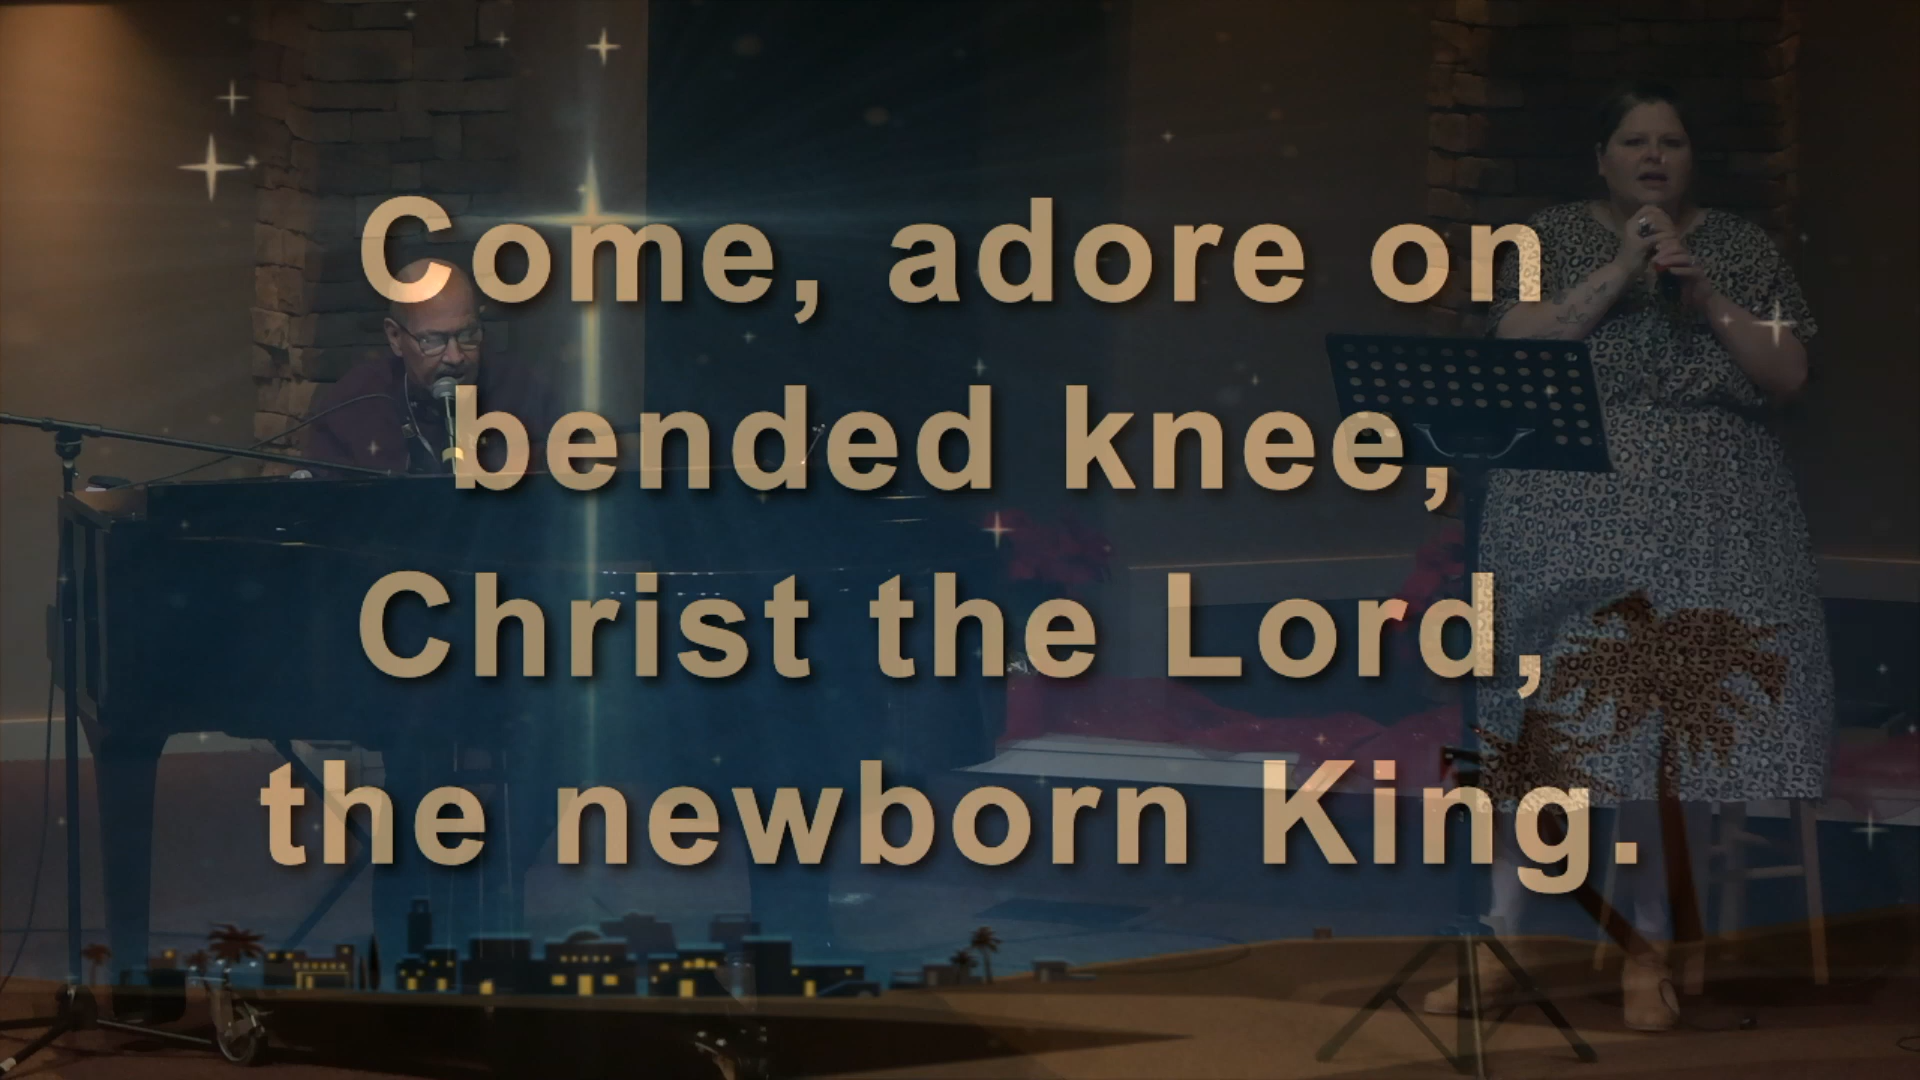 Come, adore on
bended knee,
Christ the Lord,
the newborn King.